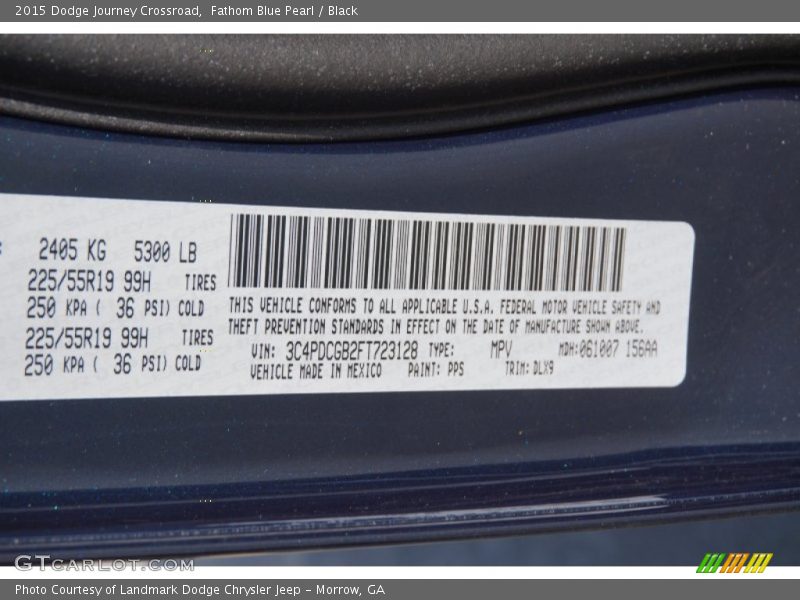 2015 Dodge Journey Crossroad, Fathom Blue Pearl / Black
2405 KG 5300 LB
225/55R19 99H TIRES
250 KPA ( 36 PSI) COLD
225/55R19 99H TIRES
250 KPA ( 36 PSI) COLD
THIS VEHICLE CONFORMS TO ALL APPLICABLE U.S.A. FEDERAL MOTOR VEHICLE SAFETY AND
THEFT PREVENTION STANDARDS IN EFFECT ON THE DATE OF MANUFACTURE SHOWN ABOVE.
VIN: 3C4PDCGB2FT723128 TYPE: MPV MDH:061007 156AA
VEHICLE MADE IN MEXICO PAINT: PPS TRIM: DLX9
GTCARLOT.COM
Photo Courtesy of Landmark Dodge Chrysler Jeep – Morrow, GA